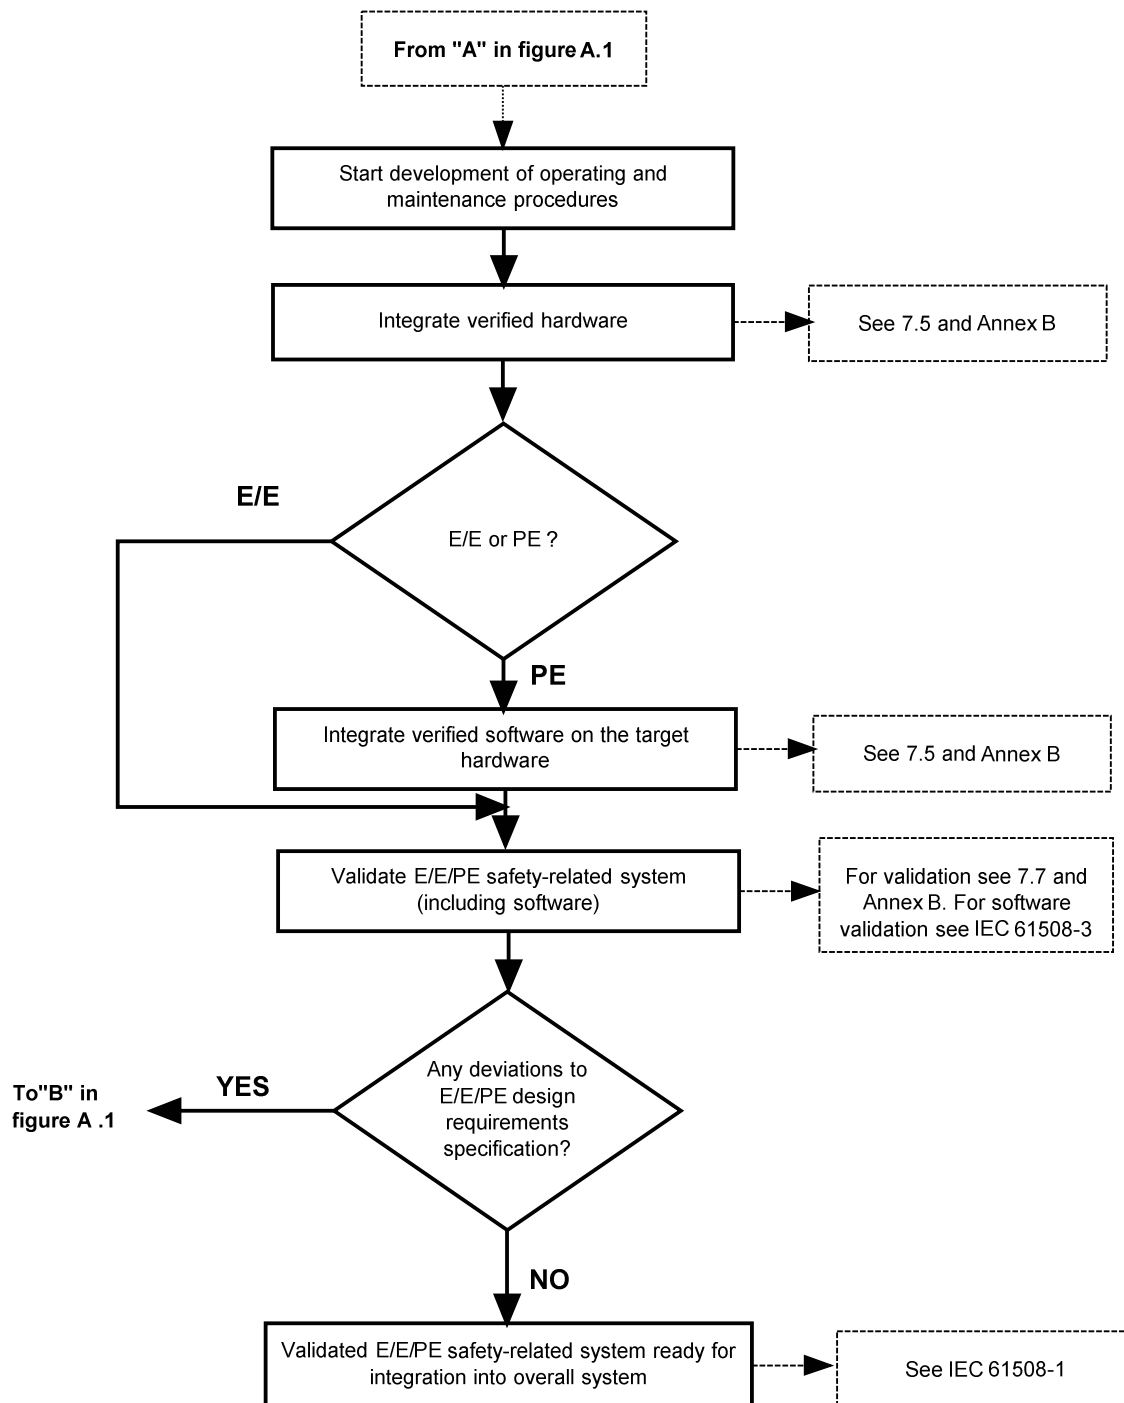 From "A" in figure A.1
Start development of operating and
maintenance procedures
Integrate verified hardware
See 7.5 and Annex B
E/E
E/E or PE ?
PE
Integrate verified software on the target
hardware
See 7.5 and Annex B
Validate E/E/PE safety-related system
(including software)
For validation see 7.7 and
Annex B. For software
validation see IEC 61508-3
Any deviations to
E/E/PE design
requirements
specification?
YES
To"B" in
figure A .1
NO
Validated E/E/PE safety-related system ready for
integration into overall system
See IEC 61508-1